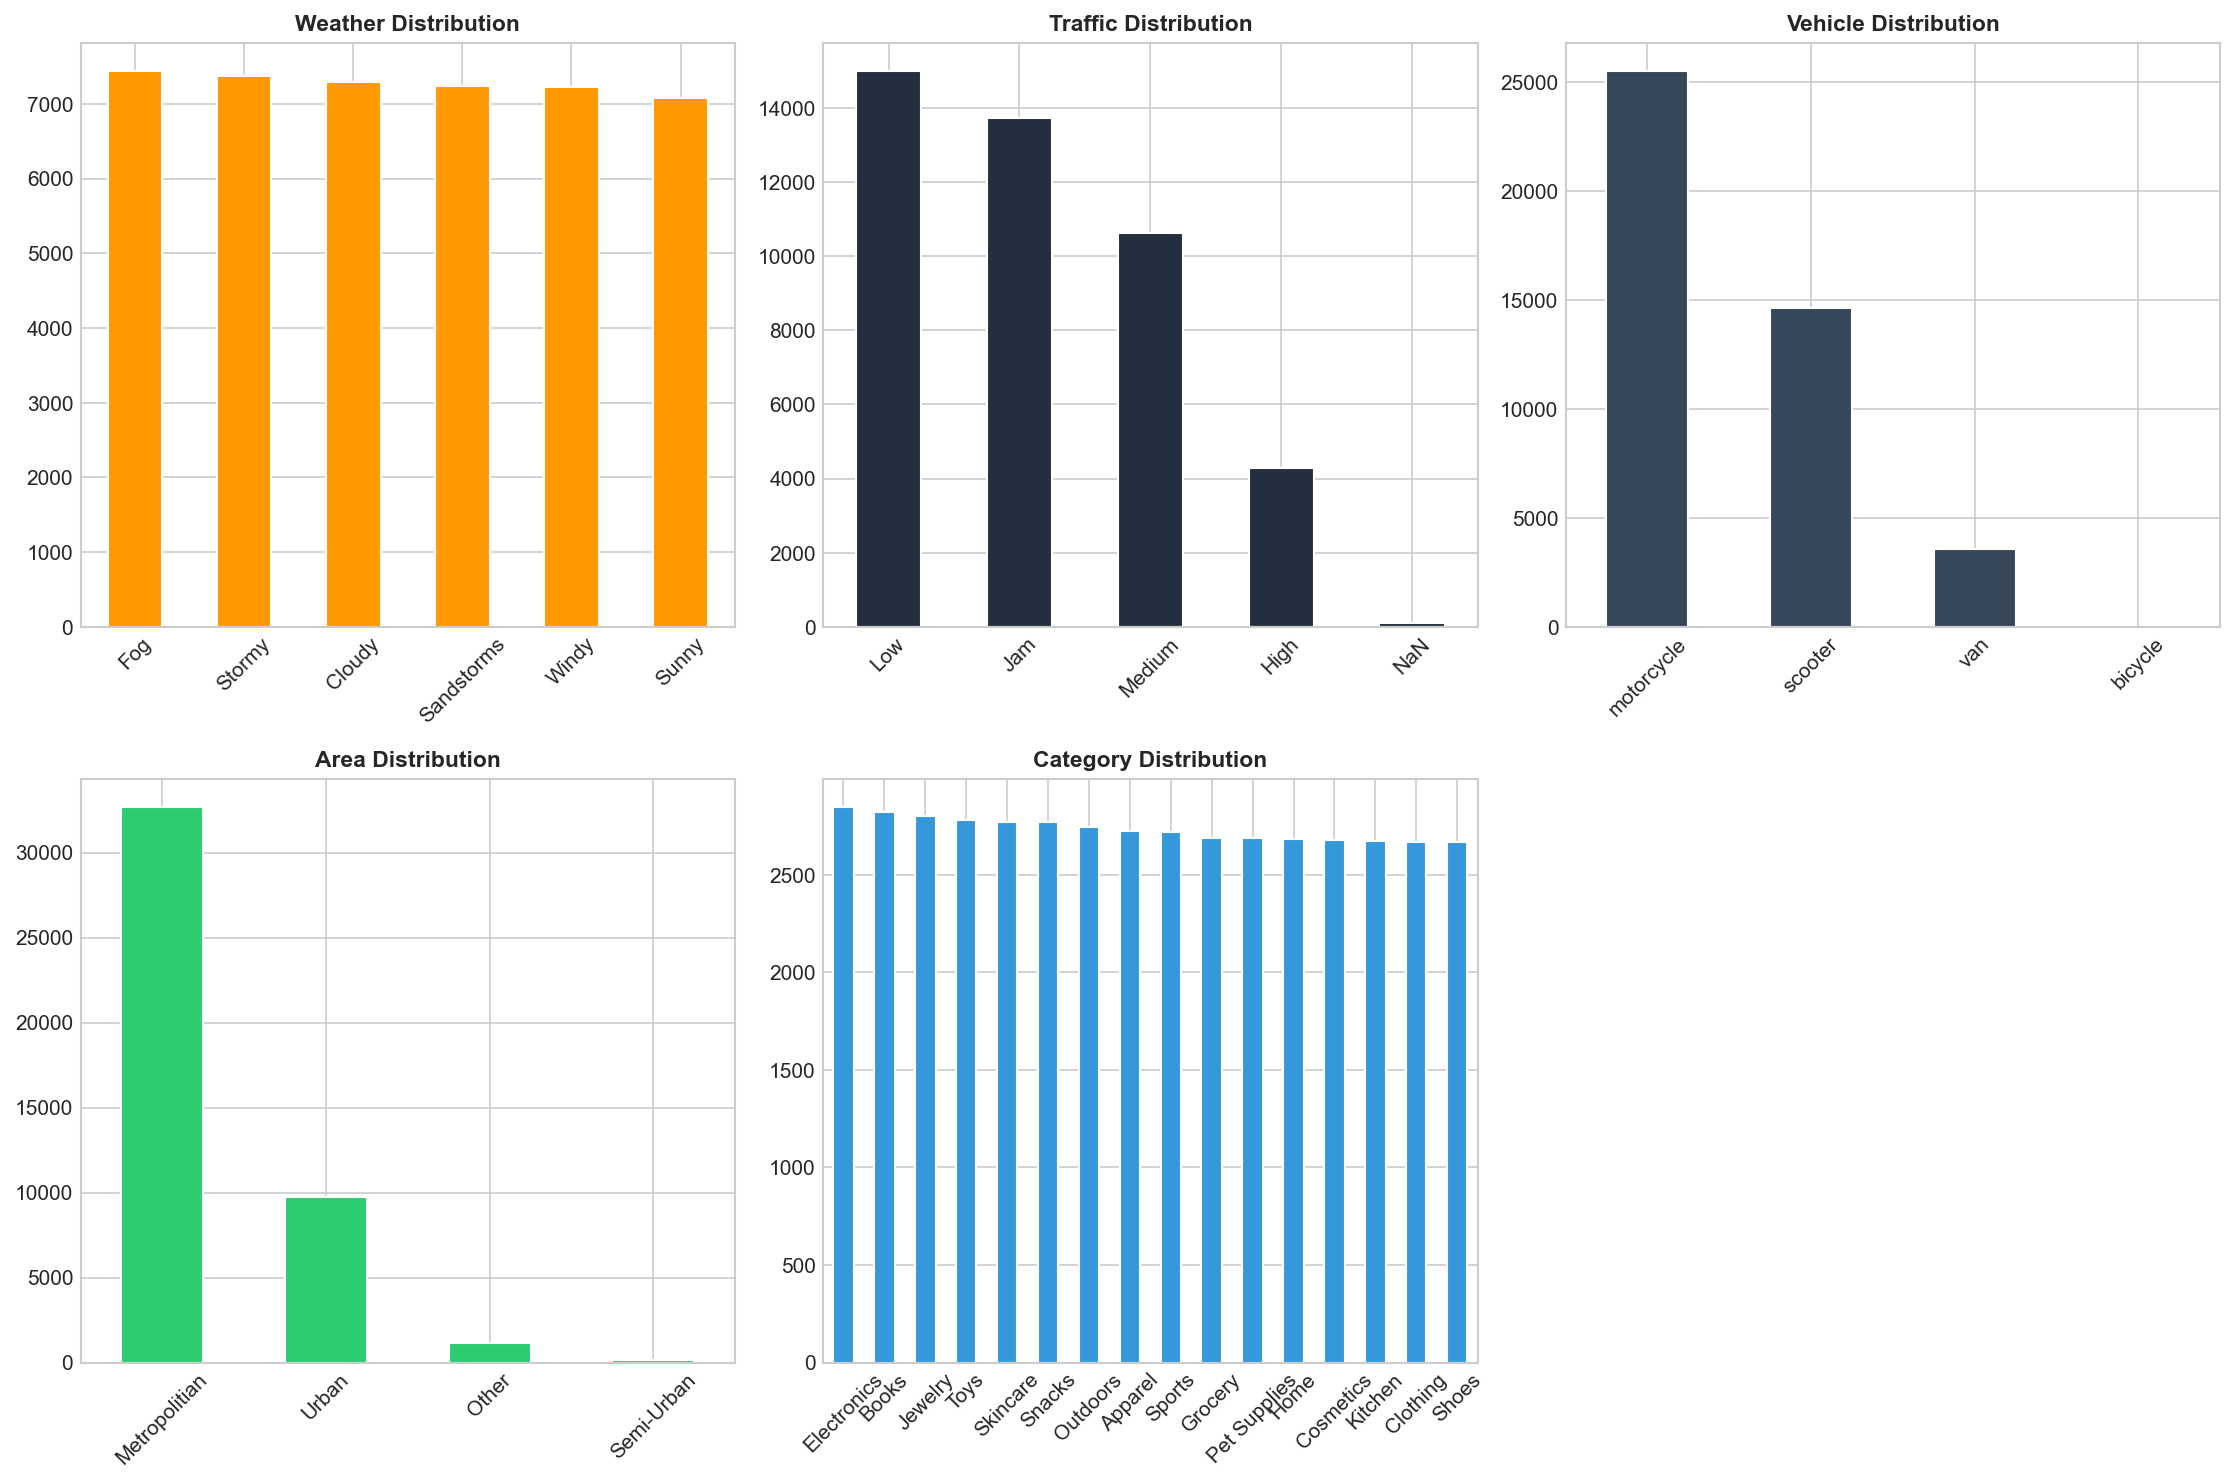 Weather Distribution
7000
6000
5000
4000
3000
2000
1000
0
Fog
Stormy
Cloudy
Sandstorms
Windy
Sunny
Traffic Distribution
14000
12000
10000
8000
6000
4000
2000
0
Low
Jam
Medium
High
NaN
Vehicle Distribution
25000
20000
15000
10000
5000
0
motorcycle
scooter
van
bicycle
Area Distribution
30000
25000
20000
15000
10000
5000
0
Metropolitian
Urban
Other
Semi-Urban
Category Distribution
2500
2000
1500
1000
500
0
Electronics
Books
Jewelry
Toys
Skincare
Snacks
Outdoors
Apparel
Sports
Grocery
Pet Supplies
Home
Cosmetics
Kitchen
Clothing
Shoes